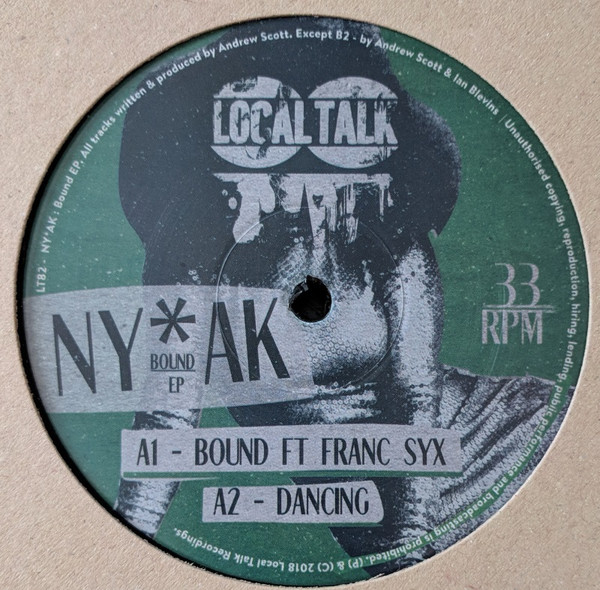 LT82 NY*AK : Bound EP. All tracks written & produced by Andrew Scott. Except B2 - by Andrew Scott & Ian Blevins / Unauthorised copying, reproduction, hiring, lending, public performance and broadcasting is prohibited. (P) & (C) 2018 Local Talk Recordings.
LOCAL TALK
33
RPM
NY*AK
BOUND
EP
A1 - BOUND FT FRANC SYX
A2 - DANCING